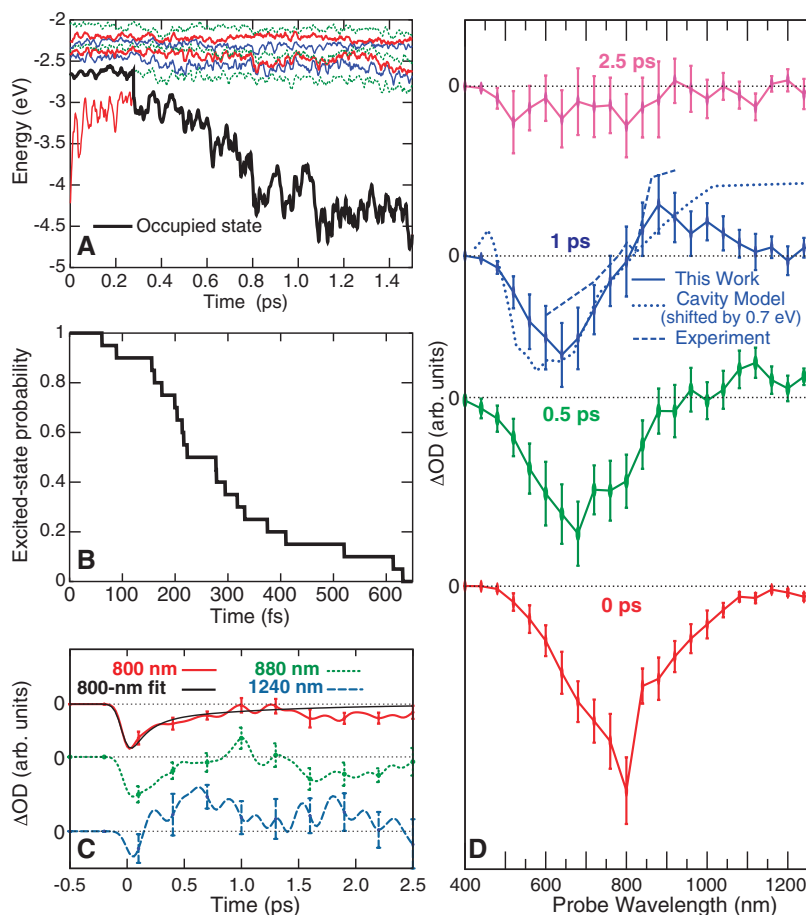 -2
-2.5
-3
-3.5
-4
-4.5
-5
Energy (eV)
Occupied state
A
0 0.2 0.4 0.6 0.8 1.0 1.2 1.4
Time (ps)
1
0.8
0.6
0.4
0.2
0
Excited-state probability
B
0 100 200 300 400 500 600
Time (fs)
800 nm
880 nm
800-nm fit
1240 nm
0
0
0
ΔOD (arb. units)
C
-0.5 0 0.5 1.0 1.5 2.0 2.5
Time (ps)
2.5 ps
0
1 ps
0
This Work
Cavity Model
(shifted by 0.7 eV)
Experiment
0.5 ps
0
ΔOD (arb. units)
0 ps
0
D
400 600 800 1000 1200
Probe Wavelength (nm)